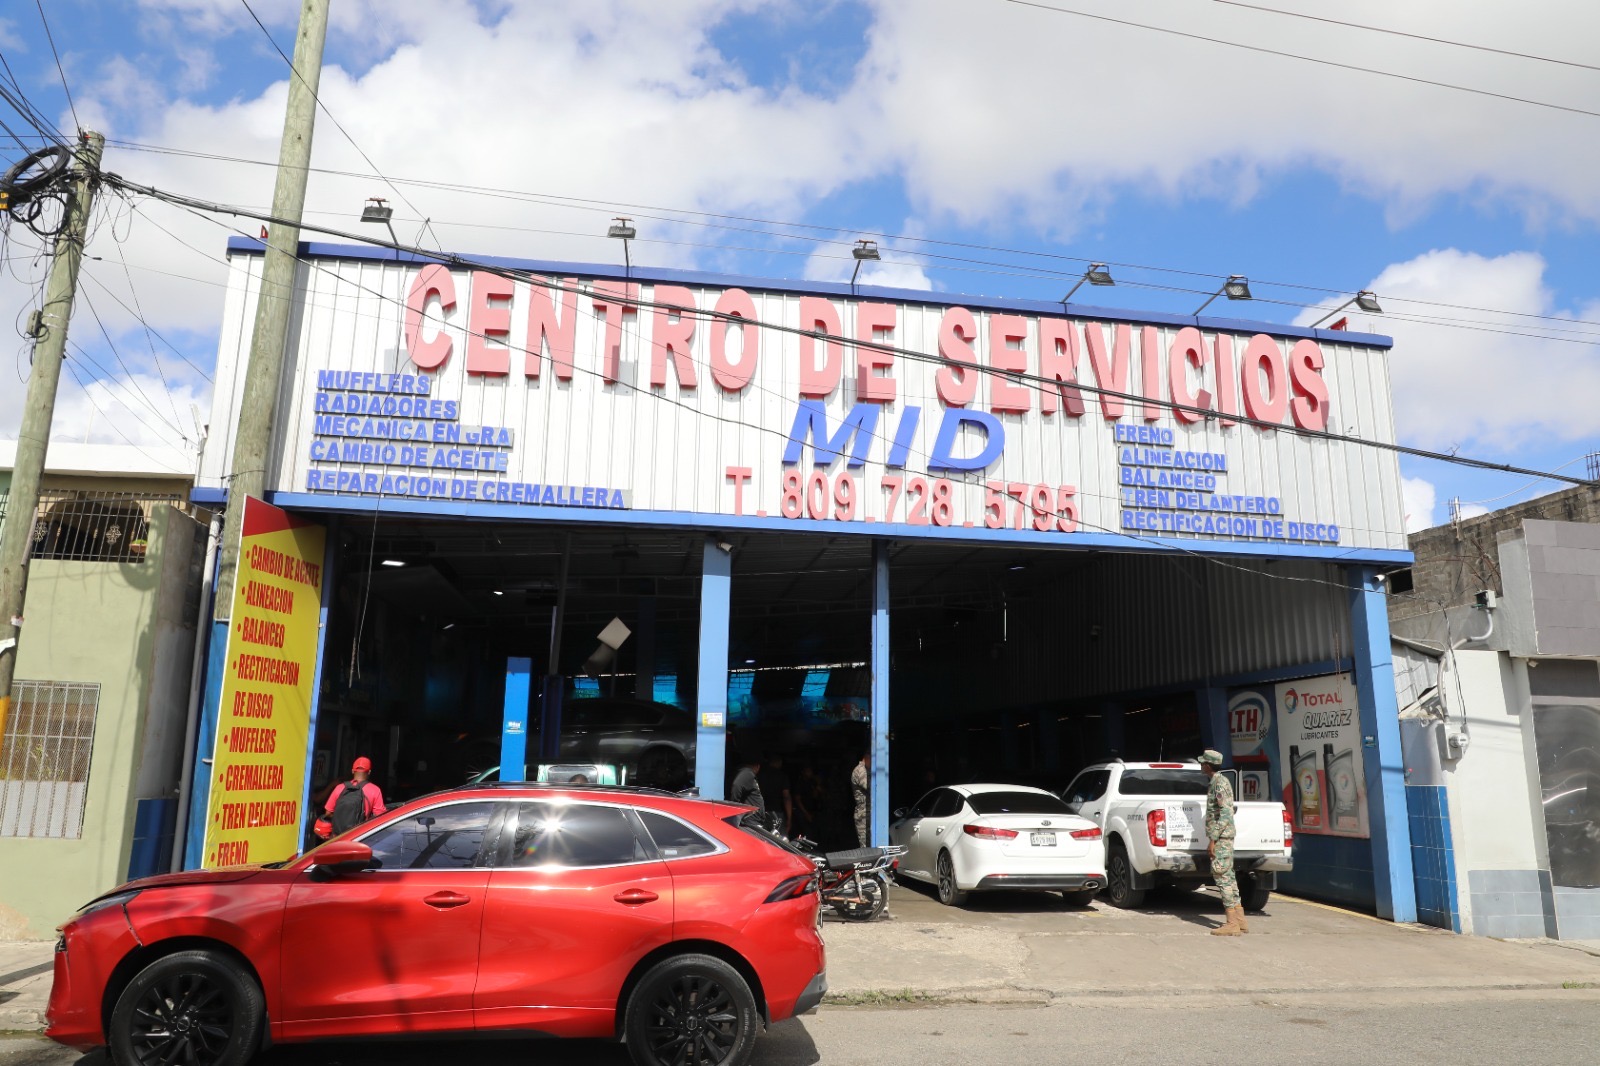 CENTRO DE SERVICIOS
MID
T. 809.728.5795
MUFFLERS
RADIADORES
MECANICA EN GRA
CAMBIO DE ACEITE
REPARACION DE CREMALLERA
FRENO
ALINEACION
BALANCEO
TREN DELANTERO
RECTIFICACION DE DISCO
• CAMBIO DE ACEITE
• ALINEACION
• BALANCEO
• RECTIFICACION
DE DISCO
• MUFFLERS
• CREMALLERA
• TREN DELANTERO
• FRENO
LTH
TOTAL
QUARTZ
LUBRICANTES
LTH
FRONTIER